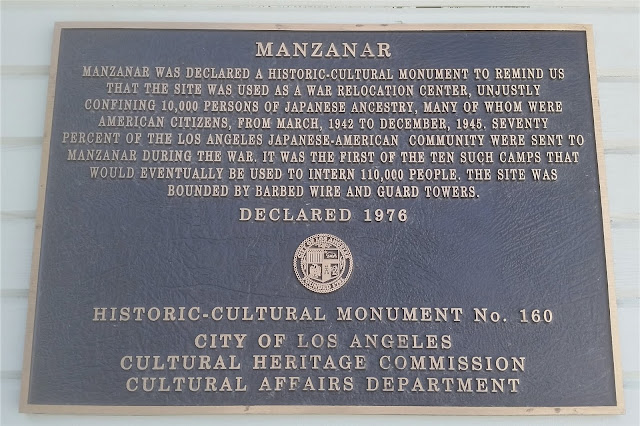 MANZANAR
MANZANAR WAS DECLARED A HISTORIC-CULTURAL MONUMENT TO REMIND US
THAT THE SITE WAS USED AS A WAR RELOCATION CENTER, UNJUSTLY
CONFINING 10,000 PERSONS OF JAPANESE ANCESTRY, MANY OF WHOM WERE
AMERICAN CITIZENS, FROM MARCH, 1942 TO DECEMBER, 1945. SEVENTY
PERCENT OF THE LOS ANGELES JAPANESE-AMERICAN COMMUNITY WERE SENT TO
MANZANAR DURING THE WAR. IT WAS THE FIRST OF THE TEN SUCH CAMPS THAT
WOULD EVENTUALLY BE USED TO INTERN 110,000 PEOPLE. THE SITE WAS
BOUNDED BY BARBED WIRE AND GUARD TOWERS.
DECLARED 1976
CITY OF LOS ANGELES
HISTORIC-CULTURAL MONUMENT No. 160
CITY OF LOS ANGELES
CULTURAL HERITAGE COMMISSION
CULTURAL AFFAIRS DEPARTMENT